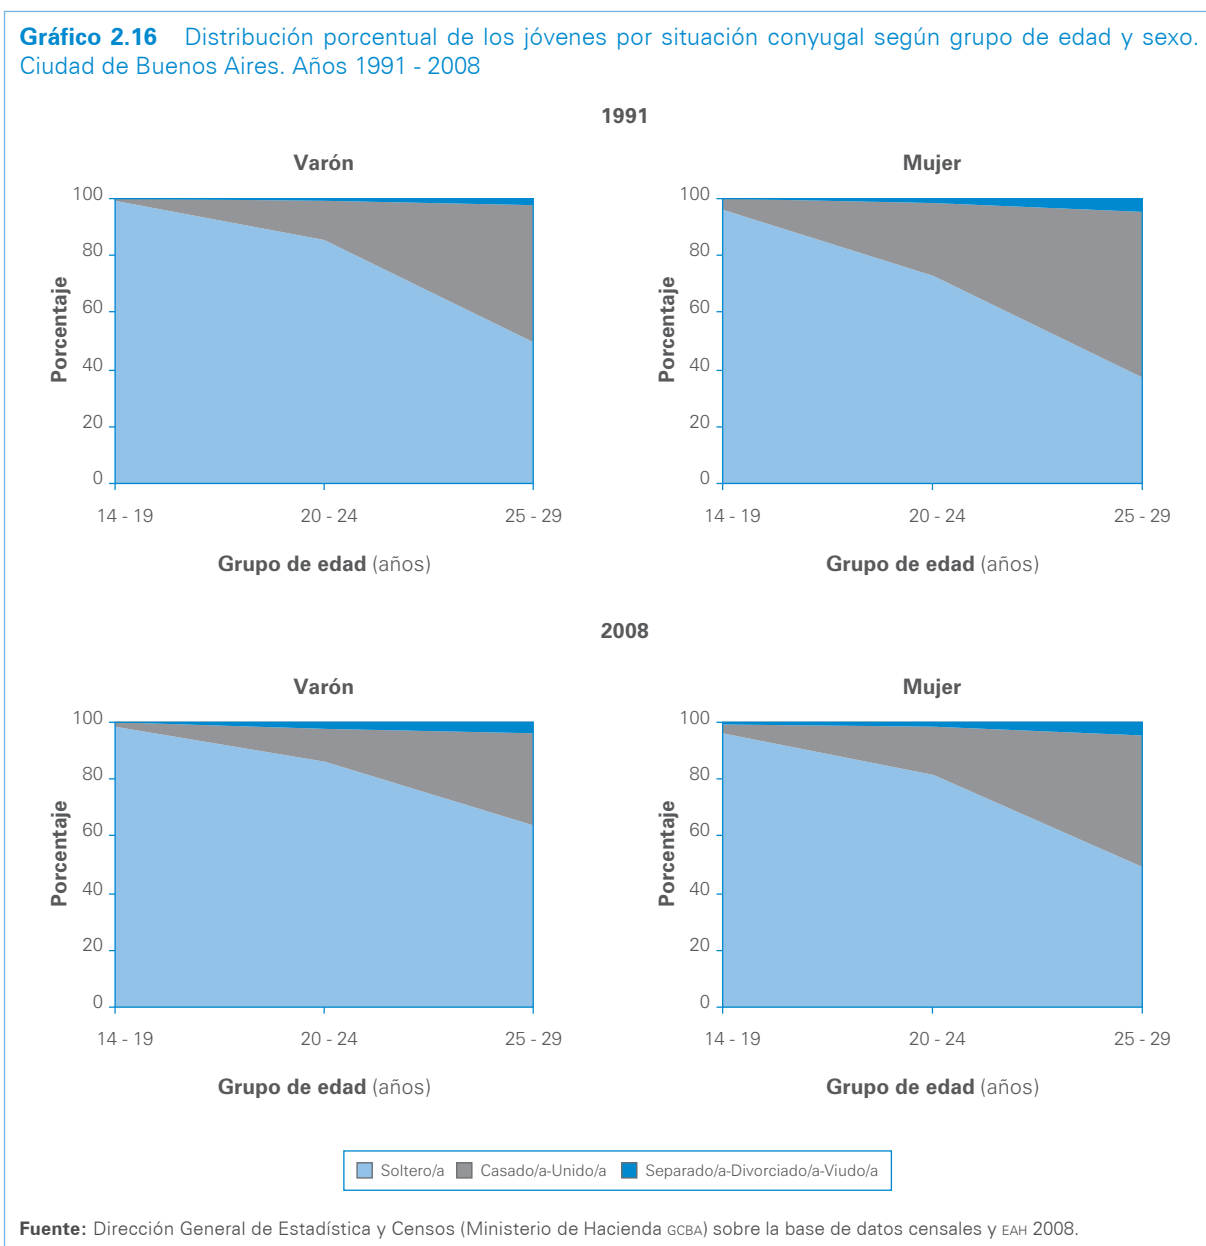 Gráfico 2.16 Distribución porcentual de los jóvenes por situación conyugal según grupo de edad y sexo.
Ciudad de Buenos Aires. Años 1991 - 2008
1991
Varón
Porcentaje
100
80
60
40
20
0
14 - 19 20 - 24 25 - 29
Grupo de edad (años)
Mujer
Porcentaje
100
80
60
40
20
0
14 - 19 20 - 24 25 - 29
Grupo de edad (años)
2008
Varón
Porcentaje
100
80
60
40
20
0
14 - 19 20 - 24 25 - 29
Grupo de edad (años)
Mujer
Porcentaje
100
80
60
40
20
0
14 - 19 20 - 24 25 - 29
Grupo de edad (años)
Soltero/a Casado/a-Unido/a Separado/a-Divorciado/a-Viudo/a
Fuente: Dirección General de Estadística y Censos (Ministerio de Hacienda GCBA) sobre la base de datos censales y EAH 2008.